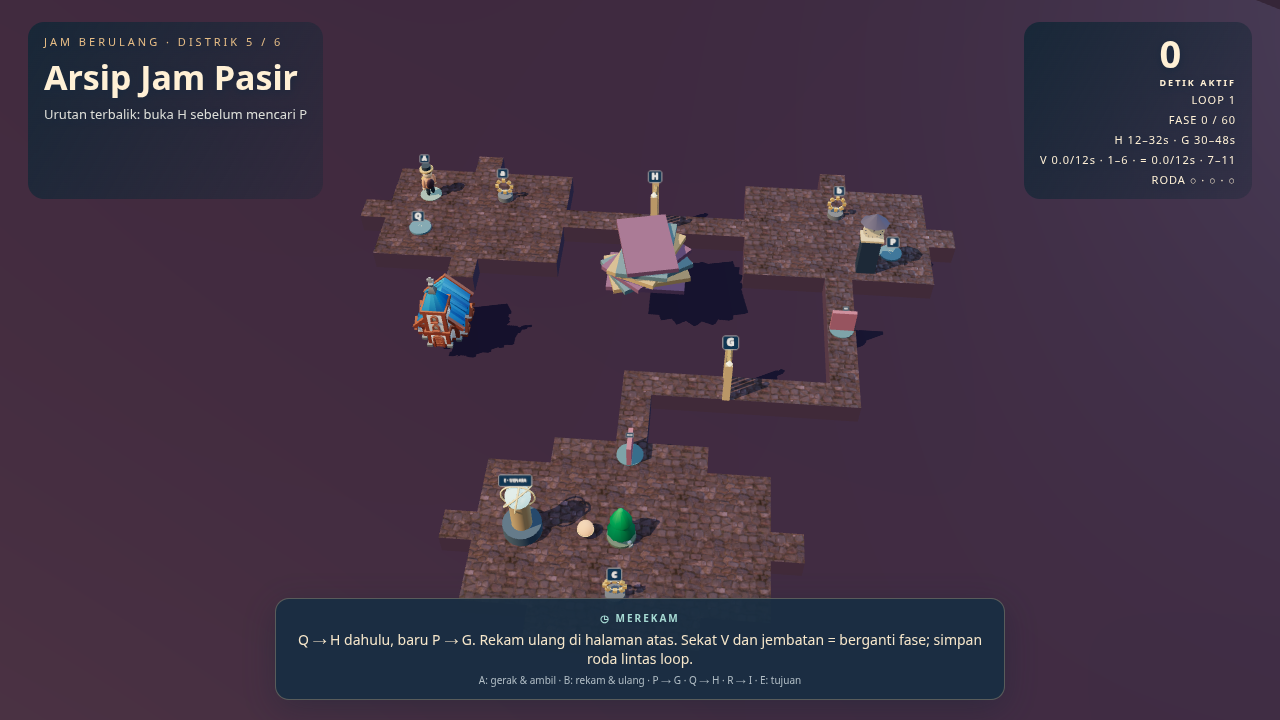 JAM BERULANG · DISTRIK 5 / 6
Arsip Jam Pasir
Urutan terbalik: buka H sebelum mencari P
0
DETIK AKTIF
LOOP 1
FASE 0 / 60
H 12–32s · G 30–48s
V 0.0/12s · 1–6 · = 0.0/12s · 7–11
RODA ○ · ○ · ○
A
a
H
b
Q
P
G
C
◷ MEREKAM
Q → H dahulu, baru P → G. Rekam ulang di halaman atas. Sekat V dan jembatan = berganti fase; simpan
roda lintas loop.
A: gerak & ambil · B: rekam & ulang · P → G · Q → H · R → I · E: tujuan